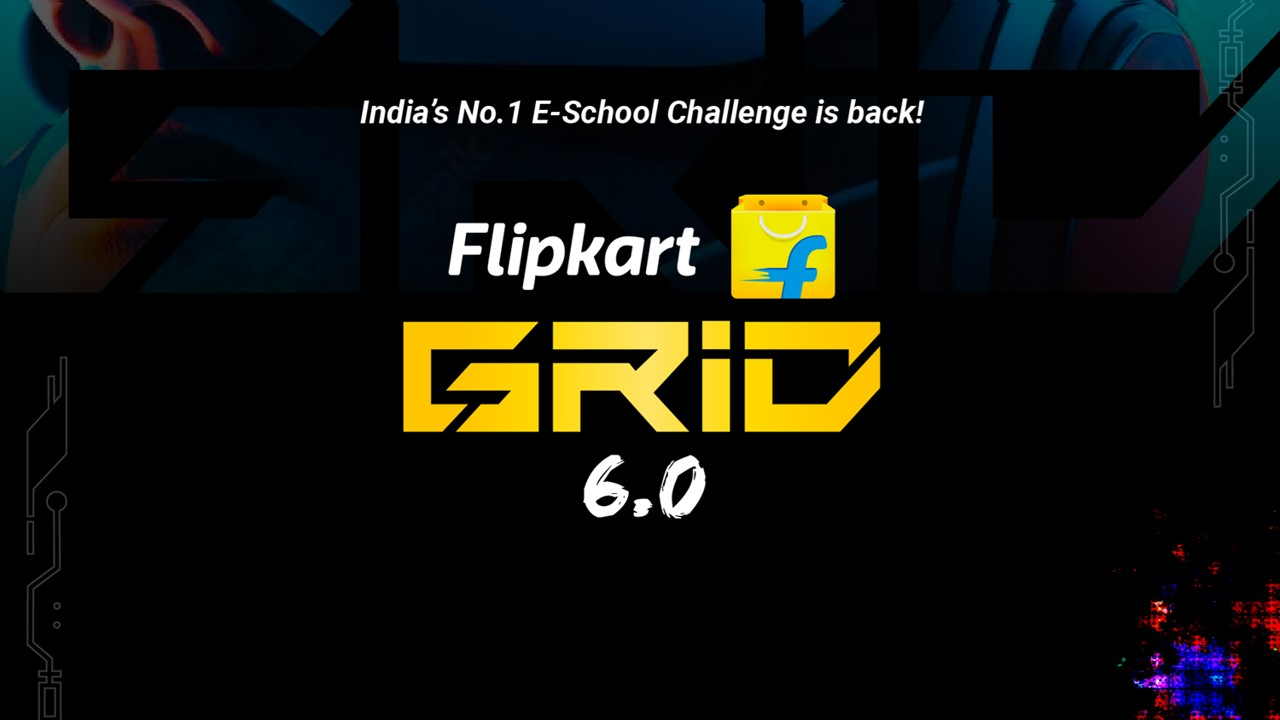 India's No.1 E-School Challenge is back!
Flipkart
GRiD
6.0